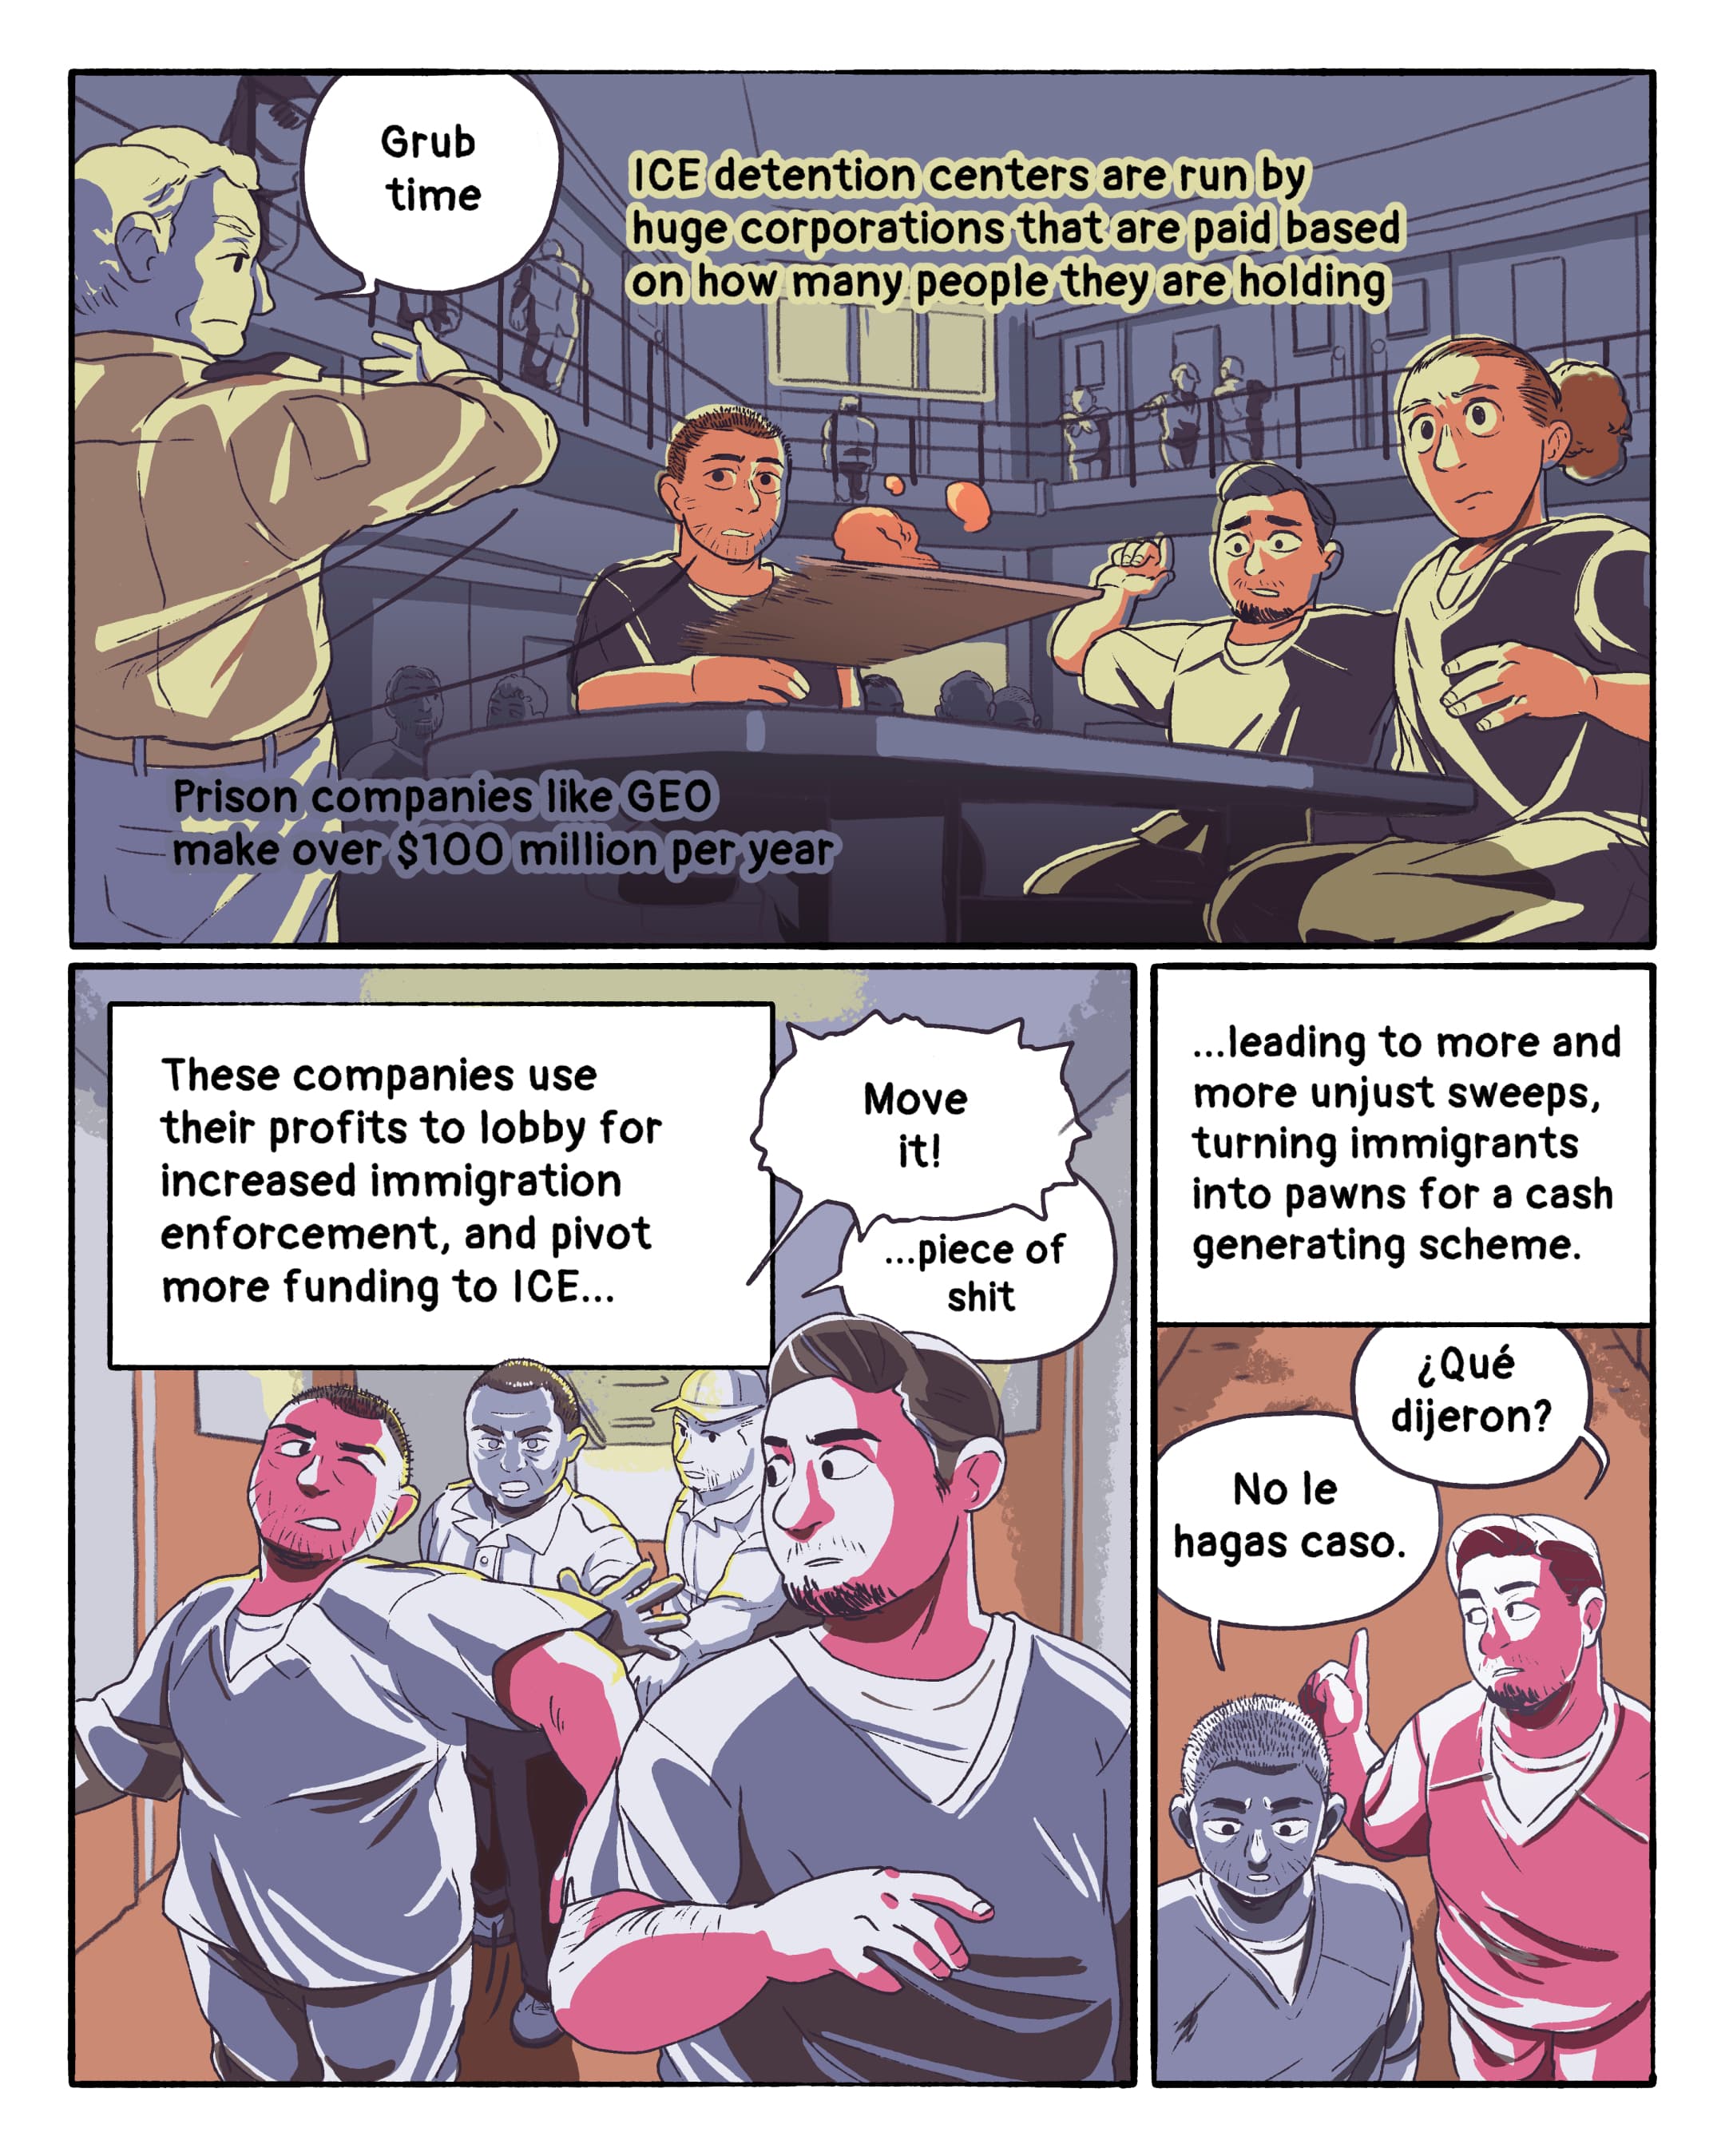 Grub
time
ICE detention centers are run by
huge corporations that are paid based
on how many people they are holding
Prison companies like GEO
make over $100 million per year
These companies use
their profits to lobby for
increased immigration
enforcement, and pivot
more funding to ICE...
Move
it!
...piece of
shit
...leading to more and
more unjust sweeps,
turning immigrants
into pawns for a cash
generating scheme.
¿Qué
dijeron?
No le
hagas caso.